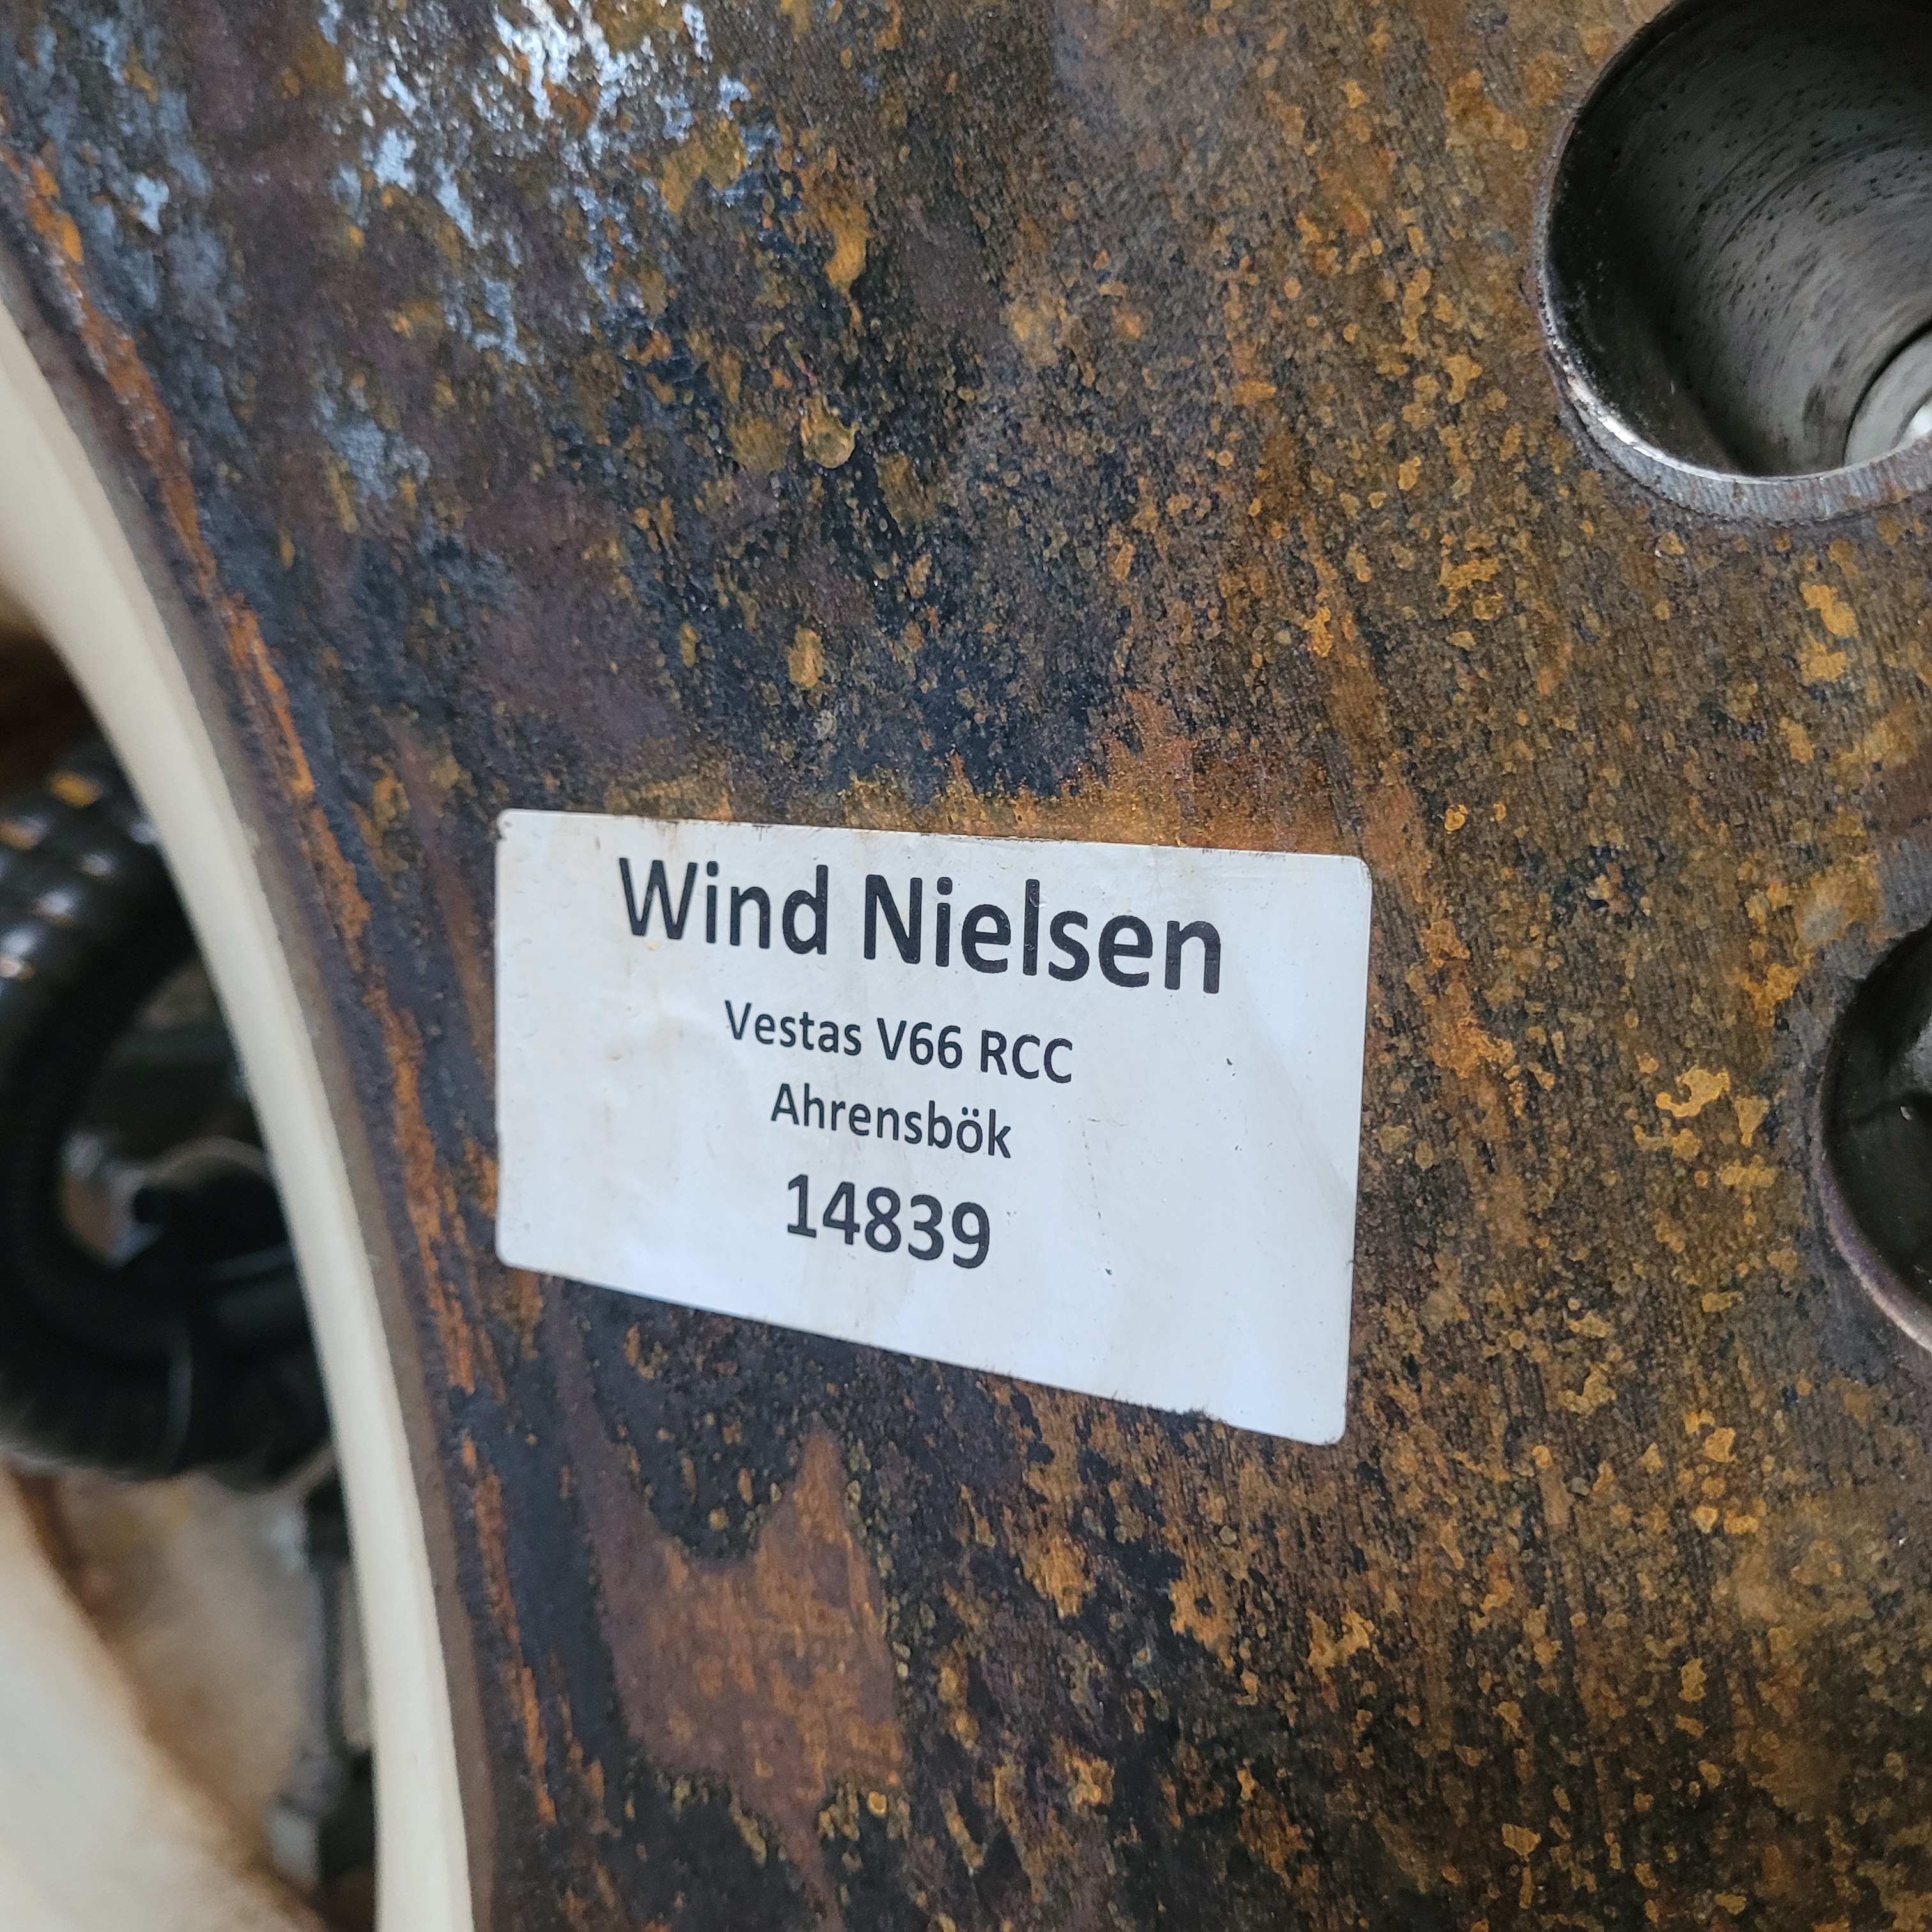 Wind Nielsen
Vestas V66 RCC
Ahrensbök
14839